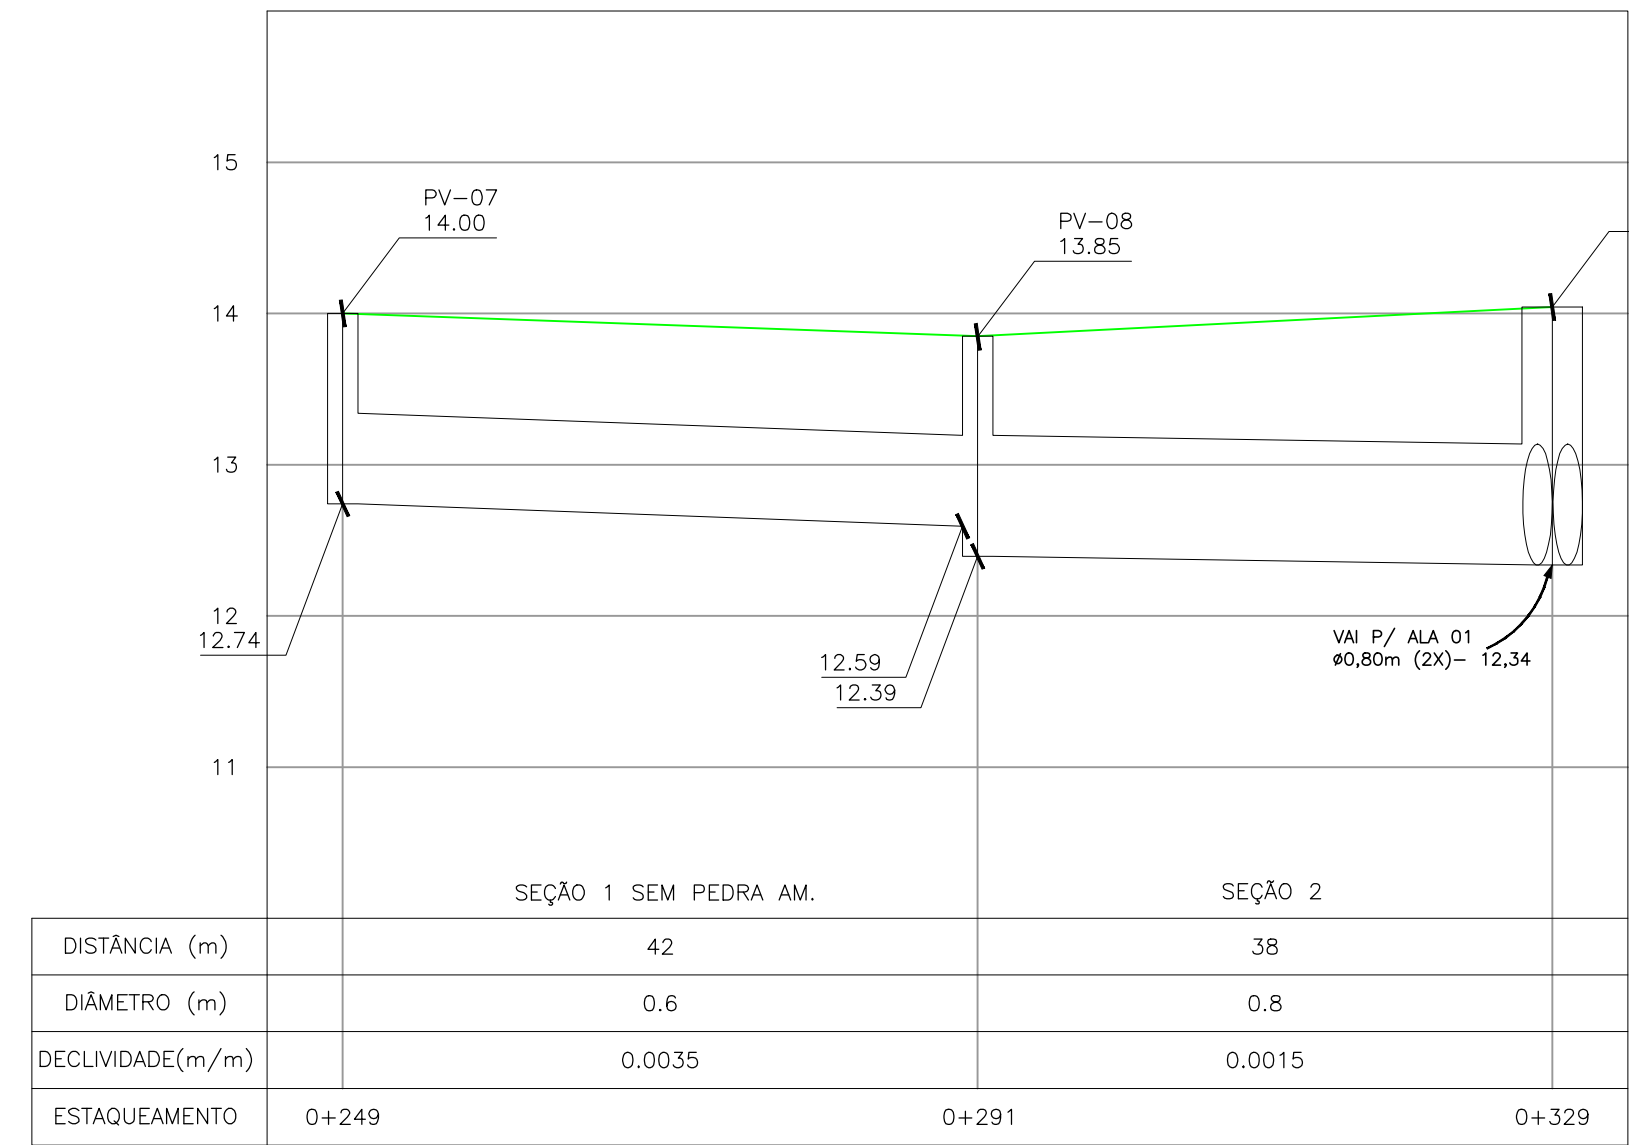 15
PV-07
14.00
PV-08
13.85
14
13
12
12.74
12.59
12.39
VAI P/ ALA 01
ø0,80m (2X)- 12,34
11
SEÇÃO 1 SEM PEDRA AM.
SEÇÃO 2
DISTÂNCIA (m) 42 38
DIÂMETRO (m) 0.6 0.8
DECLIVIDADE(m/m) 0.0035 0.0015
ESTAQUEAMENTO 0+249 0+291 0+329